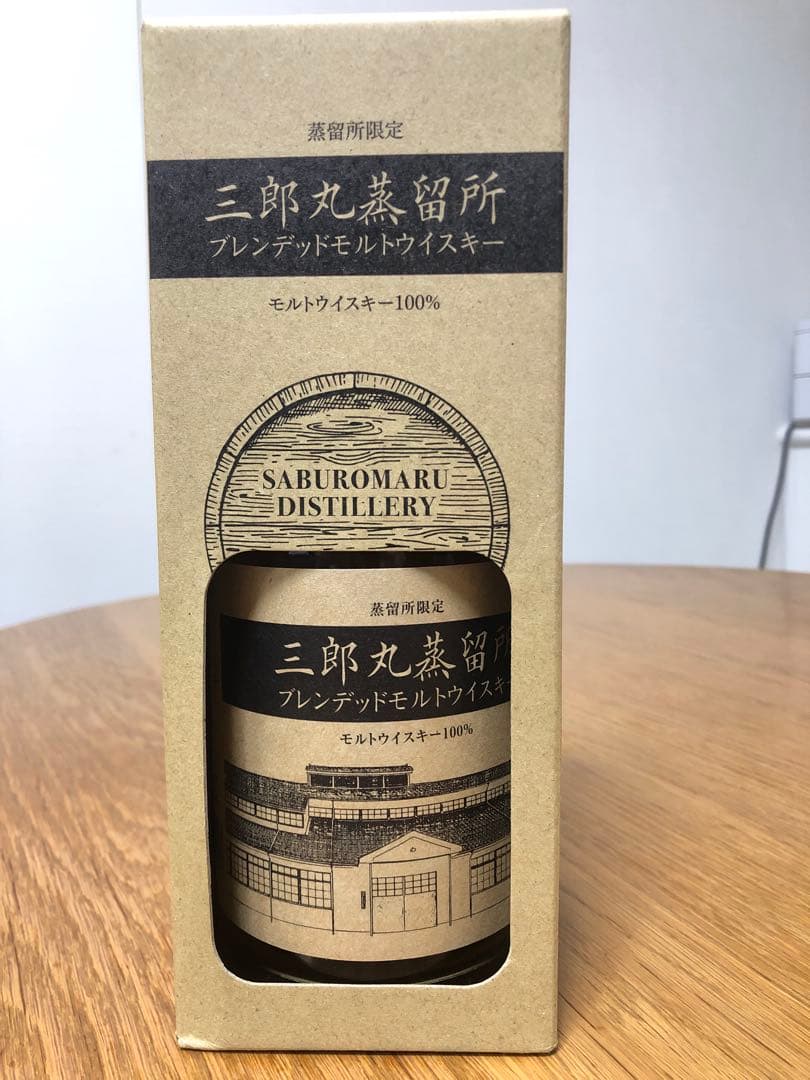 蒸留所限定
三郎丸蒸留所
ブレンデッドモルトウイスキー
モルトウイスキー100%
SABUROMARU
DISTILLERY
蒸留所限定
三郎丸蒸留所
ブレンデッドモルトウイスキ
モルトウイスキー100%